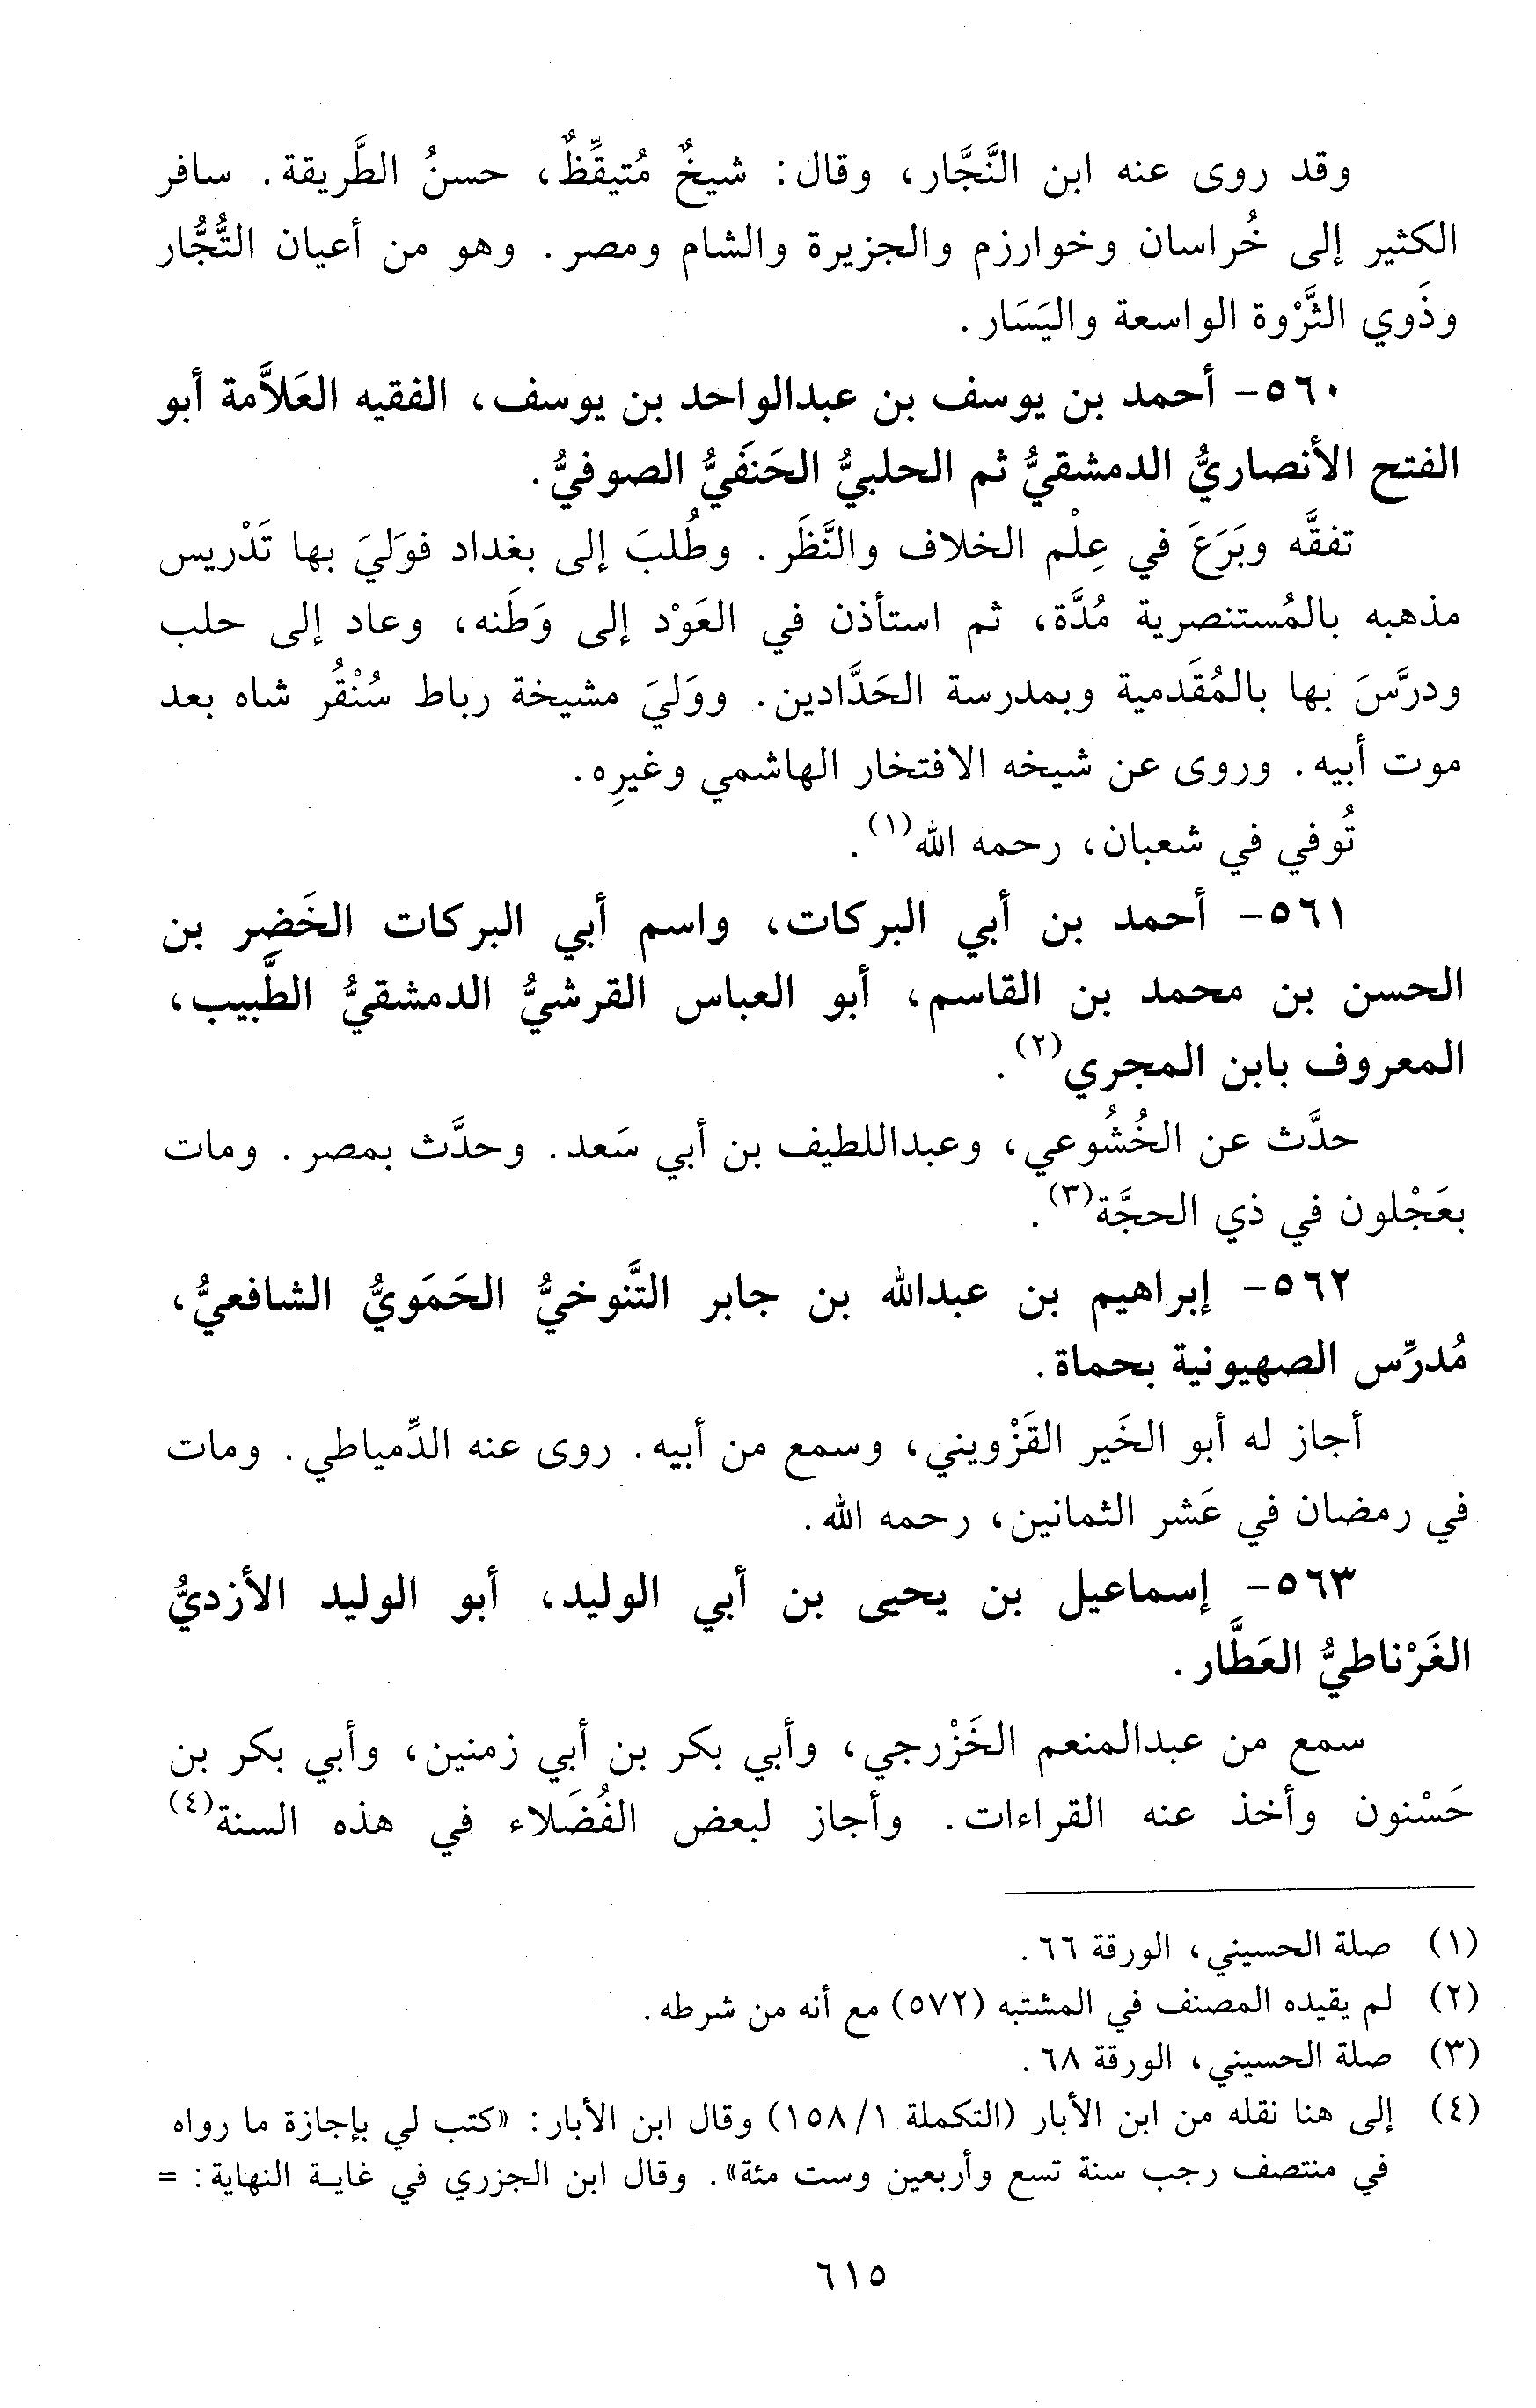 وقد روى عنه ابن النَّجَّار، وقال: شيخٌ مُتيقِّظٌ، حسنُ الطَّريقة. سافر
الكثير إلى خُراسان وخوارزم والجزيرة والشام ومصر. وهو من أعيان التُّجَّار
وذَوي الثَّرْوة الواسعة واليَسَار.
٥٦٠- أحمد بن يوسف بن عبدالواحد بن يوسف، الفقيه العَلاَّمة أبو
الفتح الأنصاريُّ الدمشقيُّ ثم الحلبيُّ الحَنَفيُّ الصوفيُّ.
تفقَّه وبَرَعَ في عِلْم الخلاف والنَّظَر. وطُلبَ إلى بغداد فوَليَ بها تَدْريس
مذهبه بالمُستنصرية مُدَّة، ثم استأذن في العَوْد إلى وَطَنه، وعاد إلى حلب
ودرَّسَ بها بالمُقَدمية وبمدرسة الحَدَّادين. ووَليَ مشيخة رباط سُنْقُر شاه بعد
موت أبيه. وروى عن شيخه الافتخار الهاشمي وغيرِه.
تُوفي في شعبان، رحمه الله(١).
٥٦١- أحمد بن أبي البركات، واسم أبي البركات الخَضِر بن
الحسن بن محمد بن القاسم، أبو العباس القرشيُّ الدمشقيُّ الطَّبيب،
المعروف بابن المجري(٢).
حدَّث عن الخُشُوعي، وعبداللطيف بن أبي سَعد. وحدَّث بمصر. ومات
بعَجْلون في ذي الحجَّة(٣).
٥٦٢- إبراهيم بن عبدالله بن جابر التَّنوخيُّ الحَمَويُّ الشافعيُّ،
مُدرِّس الصهيونية بحماة.
أجاز له أبو الخَير القَزْويني، وسمع من أبيه. روى عنه الدِّمياطي. ومات
في رمضان في عَشر الثمانين، رحمه الله.
٥٦٣- إسماعيل بن يحيى بن أبي الوليد، أبو الوليد الأزديُّ
الغَرْناطيُّ العَطَّار.
سمع من عبدالمنعم الخَزْرجي، وأبي بكر بن أبي زمنين، وأبي بكر بن
حَسْنون وأخذ عنه القراءات. وأجاز لبعض الفُضَلاء في هذه السنة(٤)
(١) صلة الحسيني، الورقة ٦٦.
(٢) لم يقيده المصنف في المشتبه (٥٧٢) مع أنه من شرطه.
(٣) صلة الحسيني، الورقة ٦٨.
(٤) إلى هنا نقله من ابن الأبار (التكملة ١/ ١٥٨) وقال ابن الأبار: «كتب لي بإجازة ما رواه
في منتصف رجب سنة تسع وأربعين وست مئة». وقال ابن الجزري في غاية النهاية: =
٦١٥